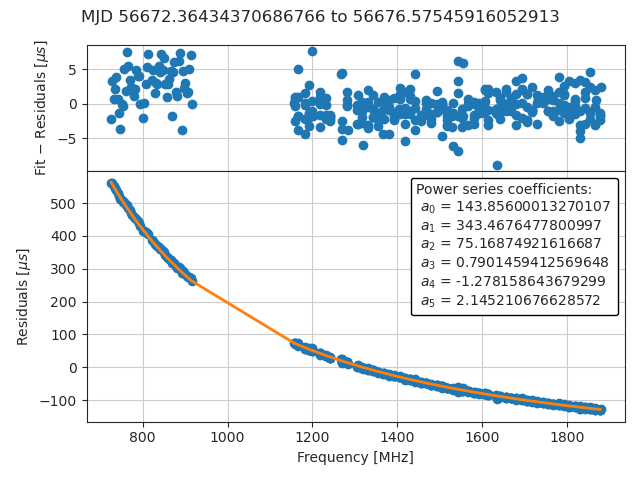 MJD 56672.36434370686766 to 56676.57545916052913
Fit − Residuals [μs]
5
0
−5
Residuals [μs]
500
400
300
200
100
0
−100
Power series coefficients:
a0 = 143.85600013270107
a1 = 343.4676477800997
a2 = 75.16874921616687
a3 = 0.7901459412569648
a4 = -1.278158643679299
a5 = 2.145210676628572
800 1000 1200 1400 1600 1800
Frequency [MHz]